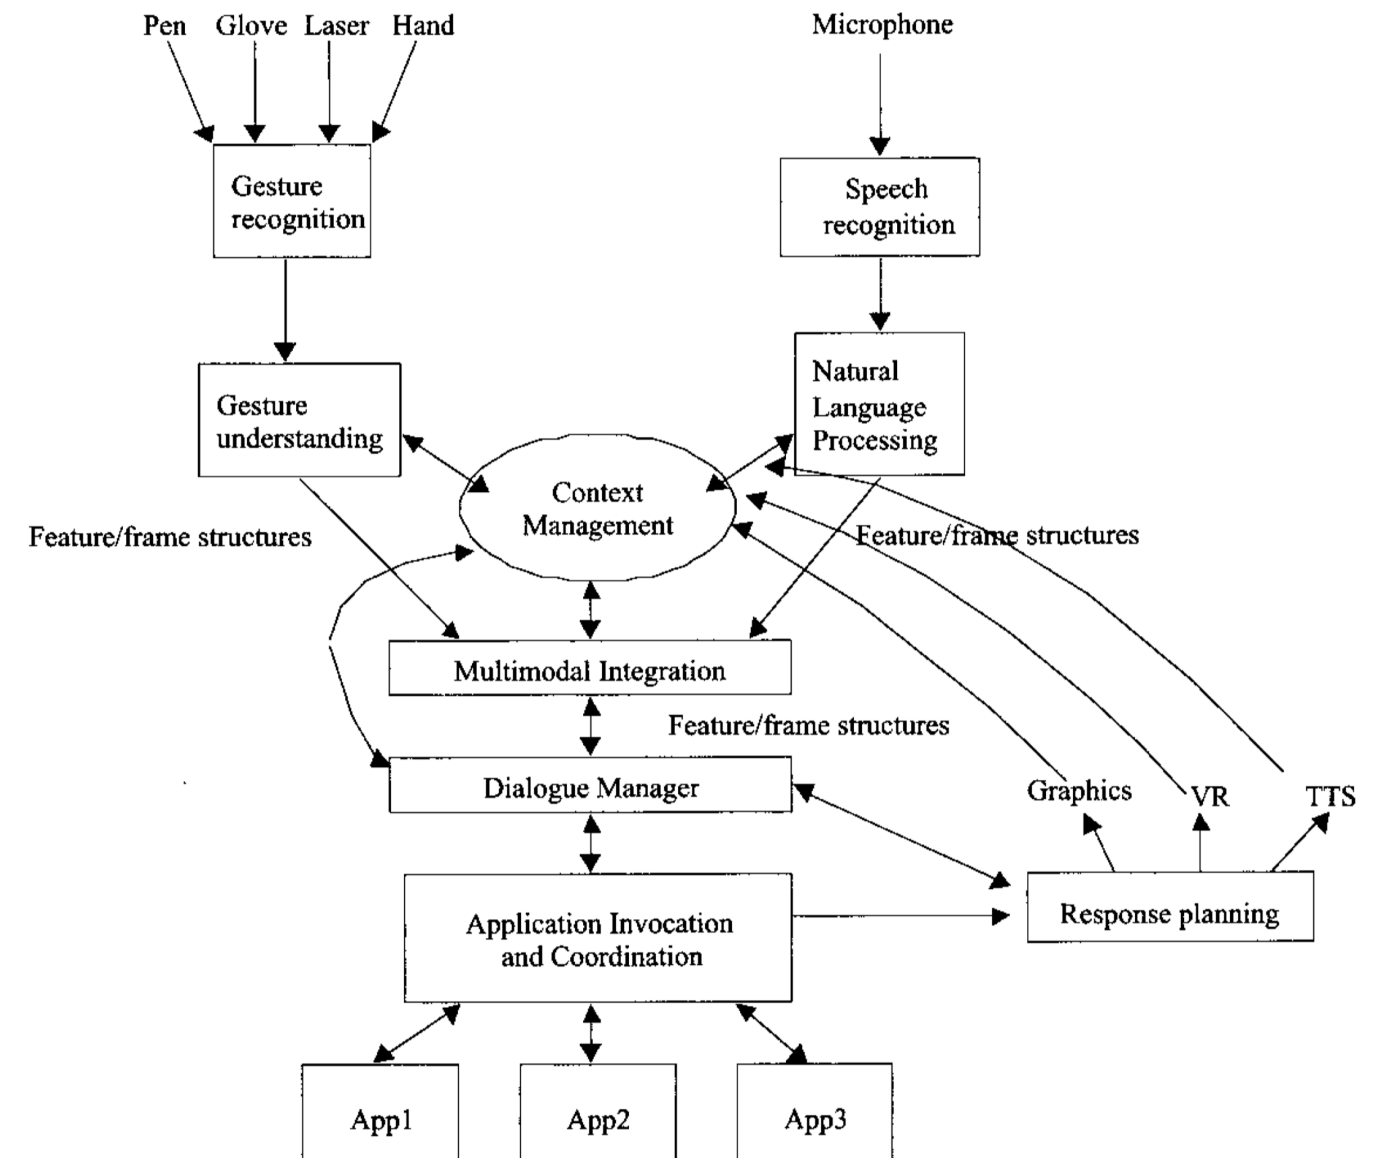 Pen Glove Laser Hand
Microphone
Gesture
recognition
Speech
recognition
Gesture
understanding
Natural
Language
Processing
Context
Management
Feature/frame structures
Feature/frame structures
Multimodal Integration
Feature/frame structures
Dialogue Manager
Graphics
VR
TTS
Application Invocation
and Coordination
Response planning
App1
App2
App3